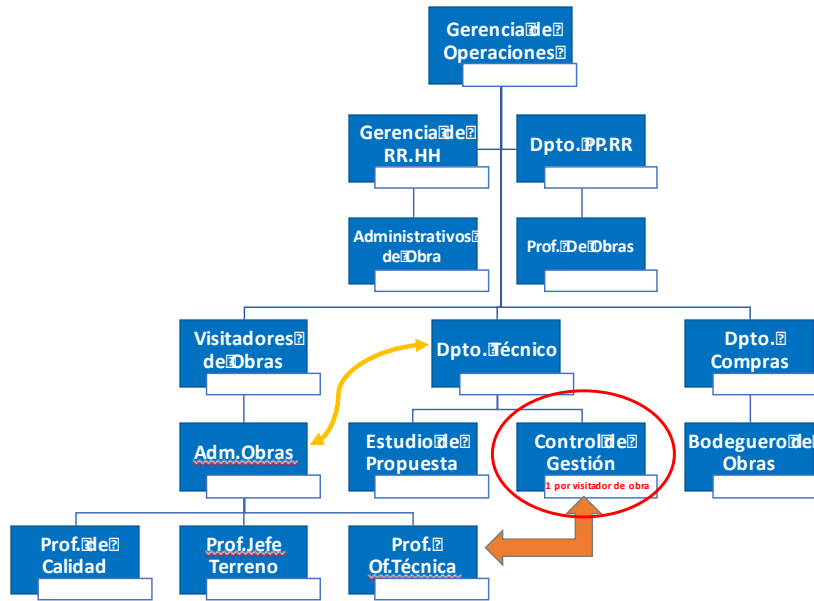 Gerencia de
Operaciones
Gerencia de
RR.HH
Dpto. PP.RR
Administrativos
de Obra
Prof. De Obras
Visitadores
de Obras
Dpto. Técnico
Dpto.
Compras
Adm.Obras
Estudio de
Propuesta
Control de
Gestión
1 por visitador de obra
Bodeguero de
Obras
Prof. de
Calidad
Prof.Jefe
Terreno
Prof.
Of.Técnica